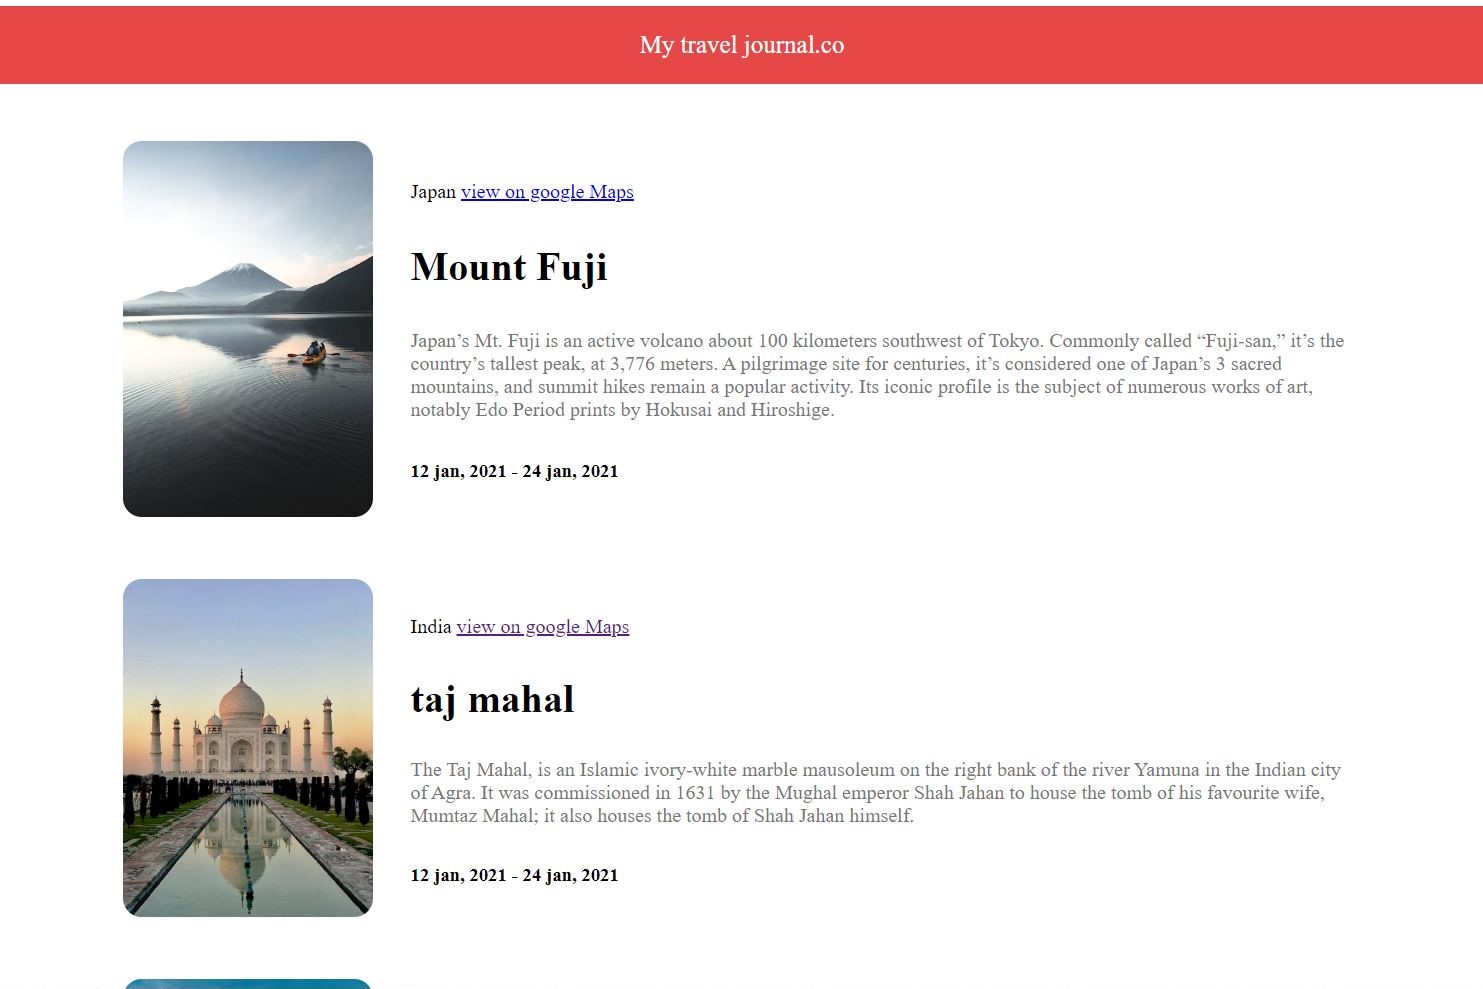 My travel journal.co
Japan view on google Maps
Mount Fuji
Japan’s Mt. Fuji is an active volcano about 100 kilometers southwest of Tokyo. Commonly called “Fuji-san,” it’s the
country’s tallest peak, at 3,776 meters. A pilgrimage site for centuries, it’s considered one of Japan’s 3 sacred
mountains, and summit hikes remain a popular activity. Its iconic profile is the subject of numerous works of art,
notably Edo Period prints by Hokusai and Hiroshige.
12 jan, 2021 - 24 jan, 2021
India view on google Maps
taj mahal
The Taj Mahal, is an Islamic ivory-white marble mausoleum on the right bank of the river Yamuna in the Indian city
of Agra. It was commissioned in 1631 by the Mughal emperor Shah Jahan to house the tomb of his favourite wife,
Mumtaz Mahal; it also houses the tomb of Shah Jahan himself.
12 jan, 2021 - 24 jan, 2021